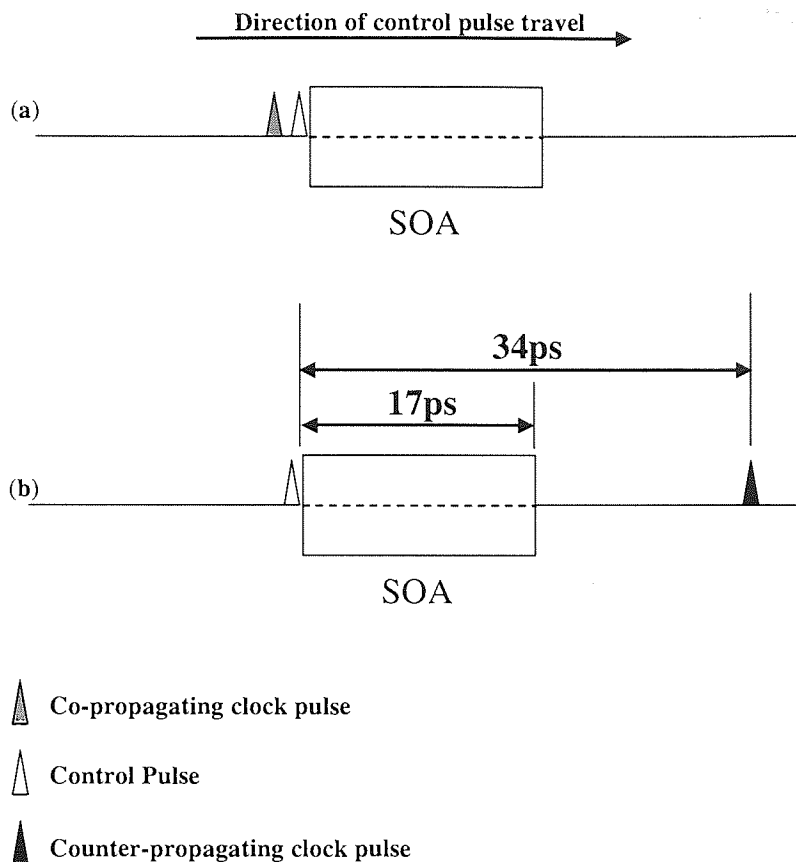 Direction of control pulse travel
(a)
SOA
34ps
17ps
(b)
SOA
Co-propagating clock pulse
Control Pulse
Counter-propagating clock pulse